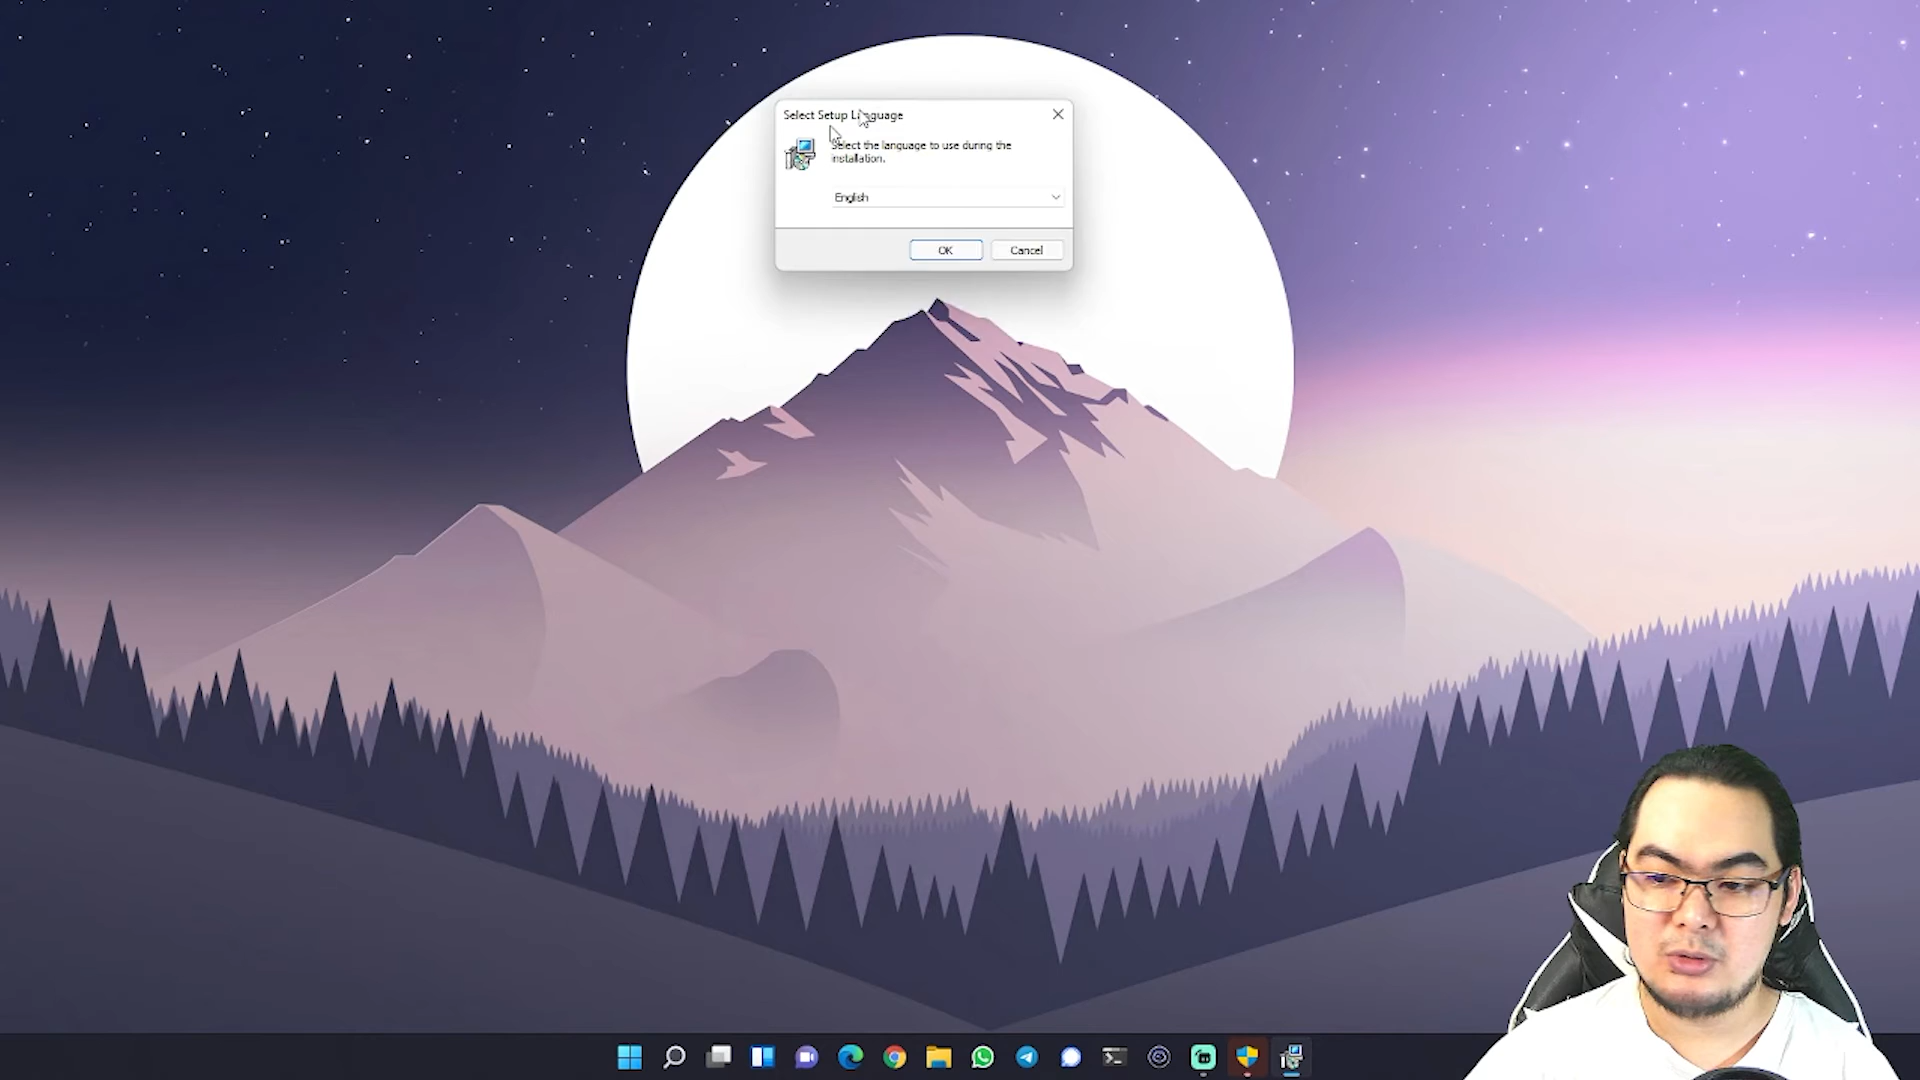 Select Setup Language
Select the language to use during the
installation.
English
OK
Cancel